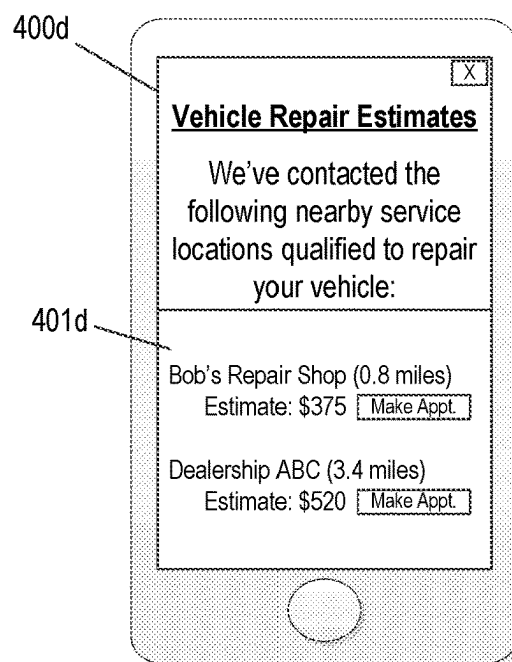 400d
X
Vehicle Repair Estimates
We've contacted the
following nearby service
locations qualified to repair
your vehicle:
401d
Bob's Repair Shop (0.8 miles)
Estimate: $375 Make Appt.
Dealership ABC (3.4 miles)
Estimate: $520 Make Appt.